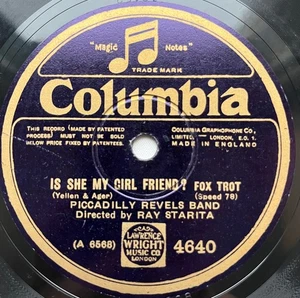 "Magic Notes"
TRADE MARK
Columbia
THIS RECORD (MADE BY PATENTED
PROCESS) MUST NOT BE SOLD
BELOW PRICE FIXED BY PATENTEES.
COLUMBIA GRAPHOPHONE CO,
LIMITED. LONDON, E.C.1.
MADE IN ENGLAND
IS SHE MY GIRL FRIEND? FOX TROT
(Yellen & Ager) (Speed 78)
PICCADILLY REVELS BAND
Directed by RAY STARITA
(A 6568)
LAWRENCE
WRIGHT
MUSIC CO
LONDON
4640